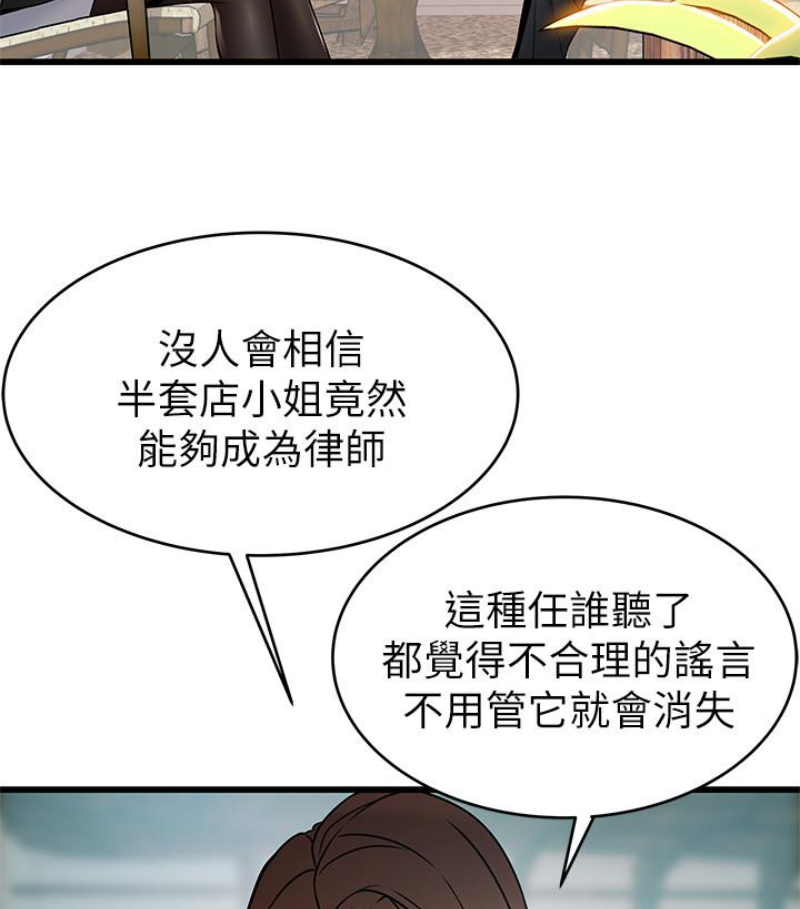 沒人會相信
半套店小姐竟然
能夠成為律師
這種任誰聽了
都覺得不合理的謠言
不用管它就會消失